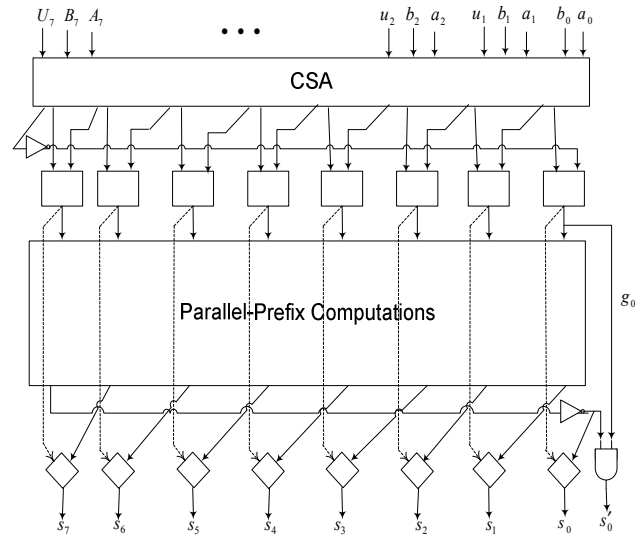 U₇ B₇ A₇ • • • u₂ b₂ a₂ u₁ b₁ a₁ b₀ a₀
CSA
Parallel-Prefix Computations
g₀
s₇ s₆ s₅ s₄ s₃ s₂ s₁ s₀ s₀′